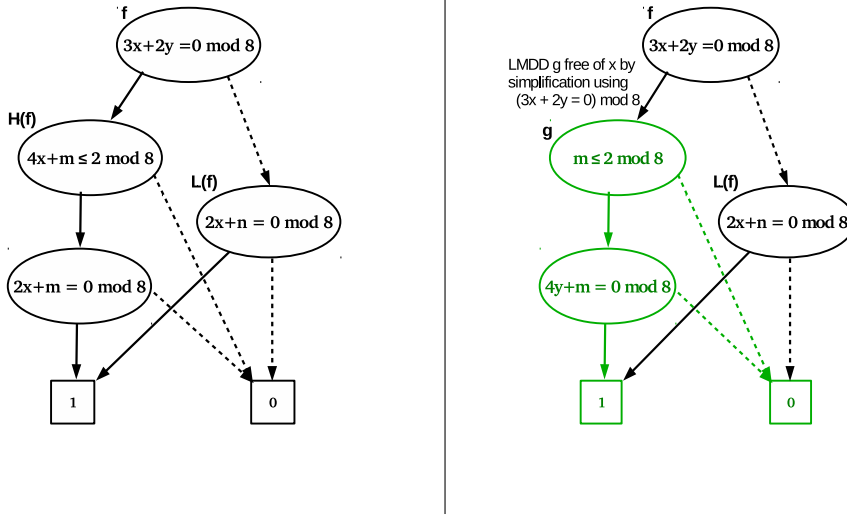 f
3x+2y =0 mod 8
H(f)
4x+m ≤ 2 mod 8
L(f)
2x+n = 0 mod 8
2x+m = 0 mod 8
1
0
f
3x+2y =0 mod 8
LMDD g free of x by
simplification using
(3x + 2y = 0) mod 8
g
m ≤ 2 mod 8
L(f)
2x+n = 0 mod 8
4y+m = 0 mod 8
1
0